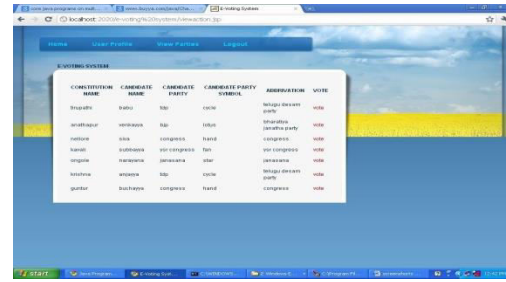 E-Voting System
localhost:2020/e-voting%20system/viewaction.jsp
Home User Profile View Parties Logout
E-VOTING SYSTEM
CONSTITUTION NAME CANDIDATE NAME CANDIDATE PARTY CANDIDATE PARTY SYMBOL ABBRIVATION VOTE
tirupathi babu tdp cycle telugu desam party vote
ananthapur venkayya bjp lotus bharatiya janatha party vote
nellore siva congress hand congress vote
kavali subbayya ysr congress fan ysr congress vote
ongole narayana janasana star janasana vote
krishna anjayya tdp cycle telugu desam party vote
guntur buchayya congress hand congress vote
start